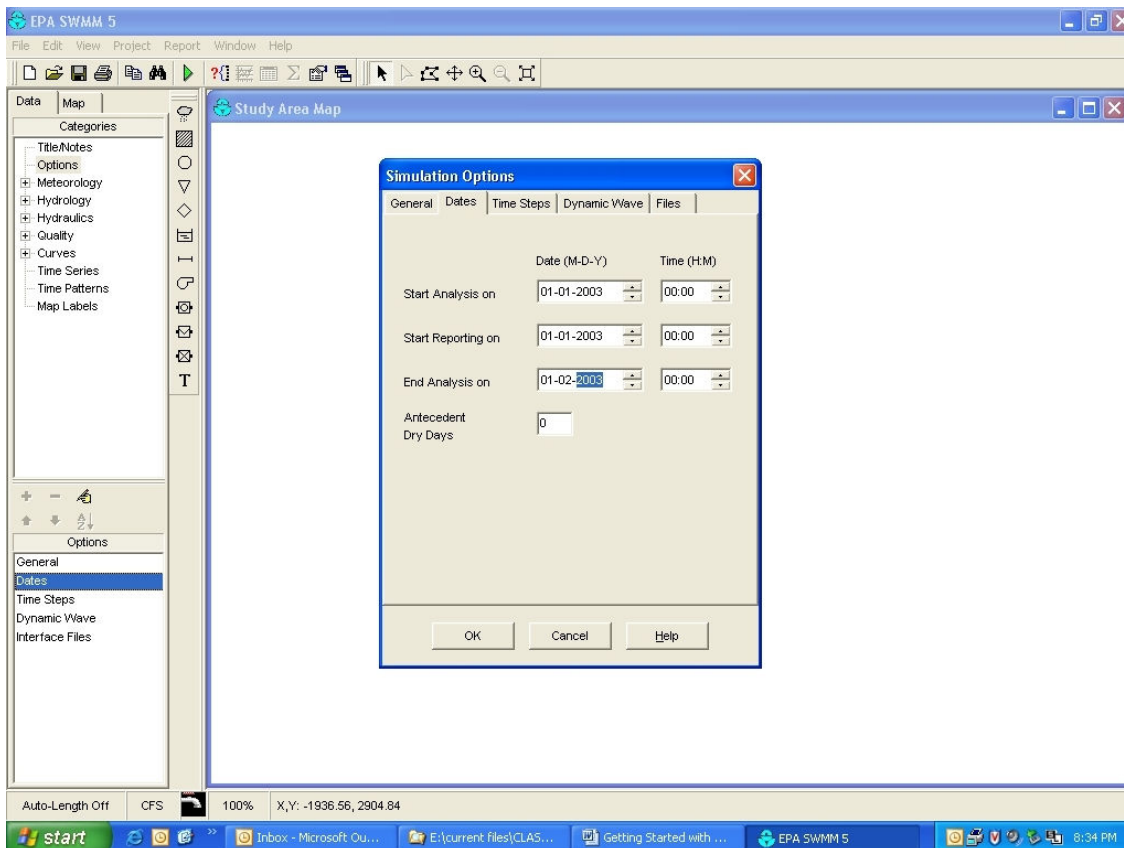 EPA SWMM 5
File Edit View Project Report Window Help
Data Map
Categories
Title/Notes
Options
Meteorology
Hydrology
Hydraulics
Quality
Curves
Time Series
Time Patterns
Map Labels
T
Options
General
Dates
Time Steps
Dynamic Wave
Interface Files
Study Area Map
Simulation Options
General Dates Time Steps Dynamic Wave Files
Date (M-D-Y) Time (H:M)
Start Analysis on 01-01-2003 00:00
Start Reporting on 01-01-2003 00:00
End Analysis on 01-02-2003 00:00
Antecedent
Dry Days 0
OK Cancel Help
Auto-Length Off CFS 100% X,Y: -1936.56, 2904.84
start Inbox - Microsoft Ou... E:\current files\CLAS... Getting Started with ... EPA SWMM 5 8:34 PM